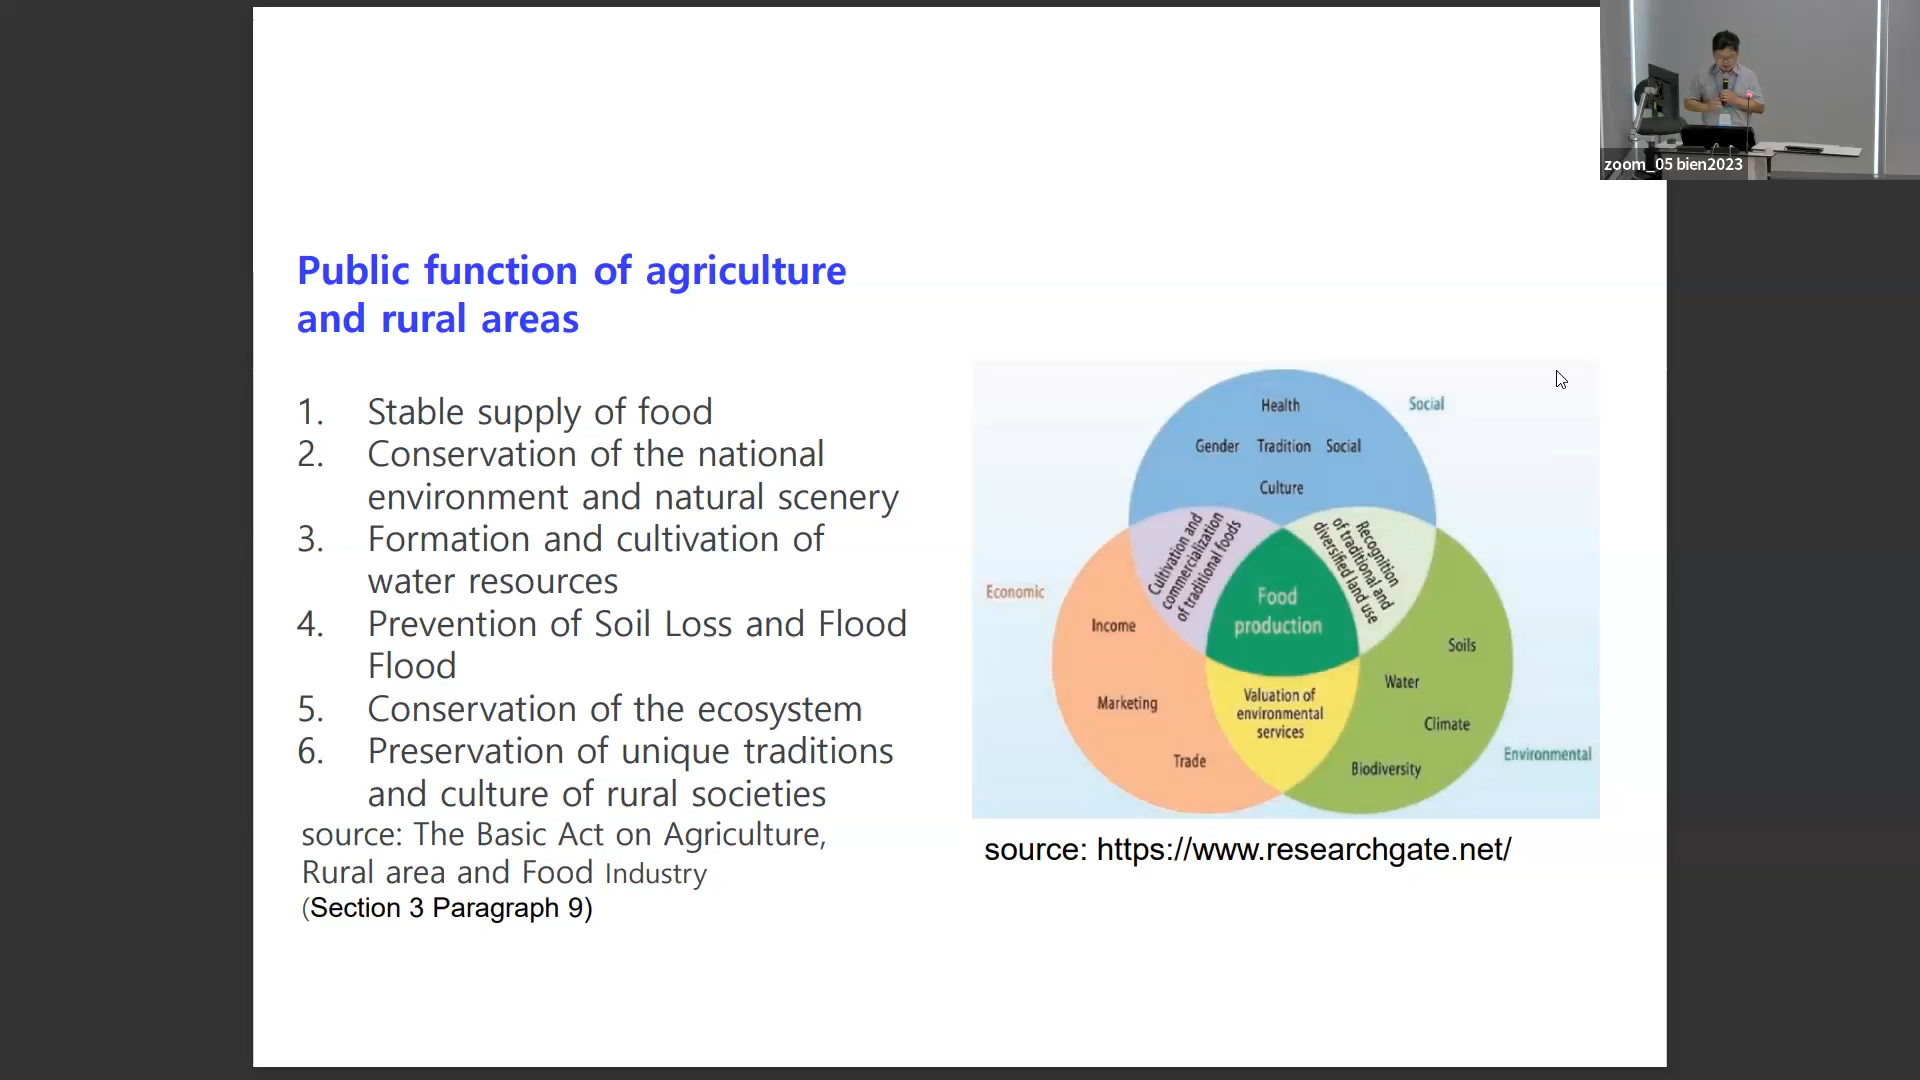 zoom_05 bien2023
Public function of agriculture
and rural areas
1. Stable supply of food
2. Conservation of the national
environment and natural scenery
3. Formation and cultivation of
water resources
4. Prevention of Soil Loss and Flood
Flood
5. Conservation of the ecosystem
6. Preservation of unique traditions
and culture of rural societies
source: The Basic Act on Agriculture,
Rural area and Food Industry
(Section 3 Paragraph 9)
Health
Social
Gender Tradition Social
Culture
Cultivation and
commercialization
of traditional foods
Recognition
of traditional and
diversified land use
Economic
Food
production
Income
Soils
Water
Marketing
Valuation of
environmental
services
Climate
Trade
Biodiversity
Environmental
source: https://www.researchgate.net/